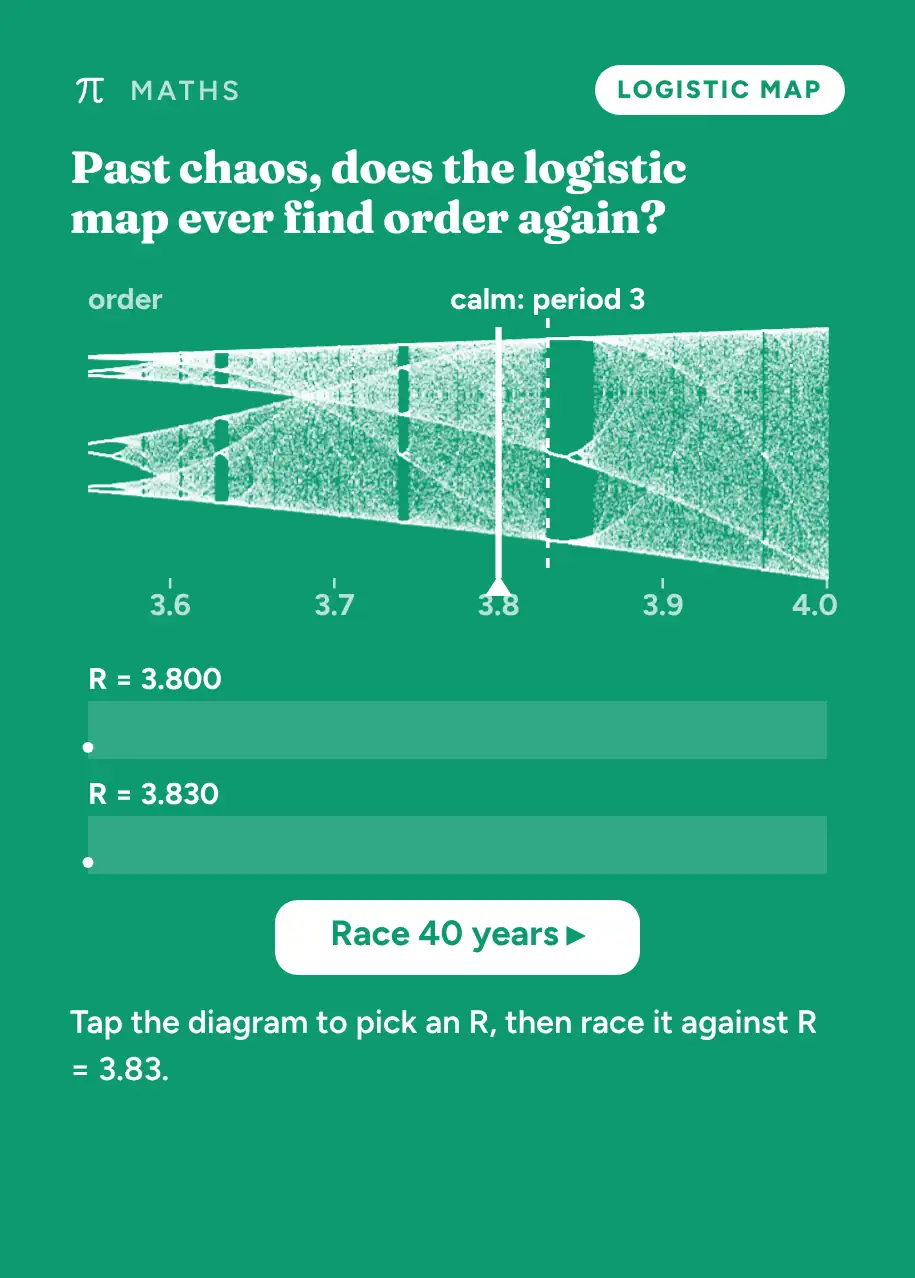 π MATHS
LOGISTIC MAP
Past chaos, does the logistic
map ever find order again?
order
calm: period 3
3.6 3.7 3.8 3.9 4.0
R = 3.800
R = 3.830
Race 40 years ▸
Tap the diagram to pick an R, then race it against R
= 3.83.